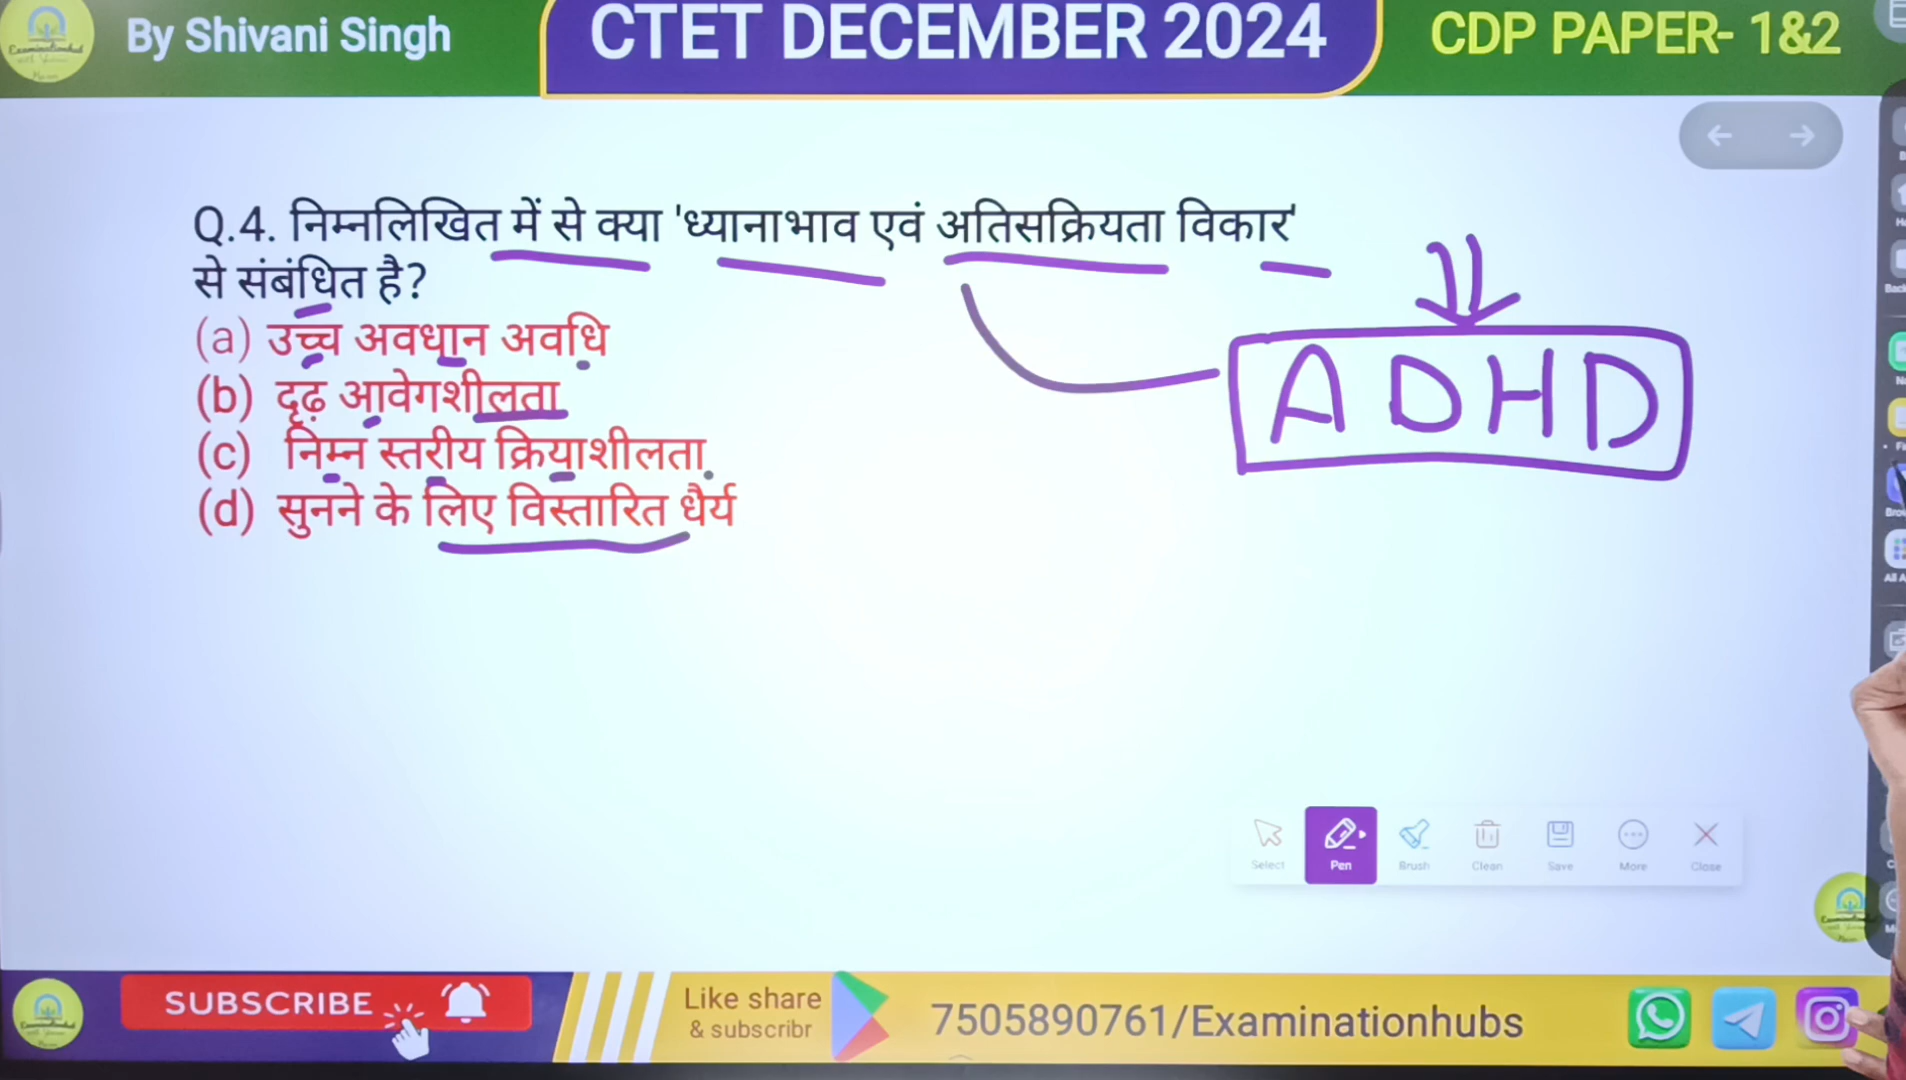 By Shivani Singh
CTET DECEMBER 2024
CDP PAPER- 1&2
Q.4. निम्नलिखित में से क्या 'ध्यानाभाव एवं अतिसक्रियता विकार'
से संबंधित है?
(a) उच्च अवधान अवधि
(b) दृढ़ आवेगशीलता
(c) निम्न स्तरीय क्रियाशीलता
(d) सुनने के लिए विस्तारित धैर्य
ADHD
Select
Pen
Brush
Clean
Save
More
Close
SUBSCRIBE
Like share
& subscribr
7505890761/Examinationhubs